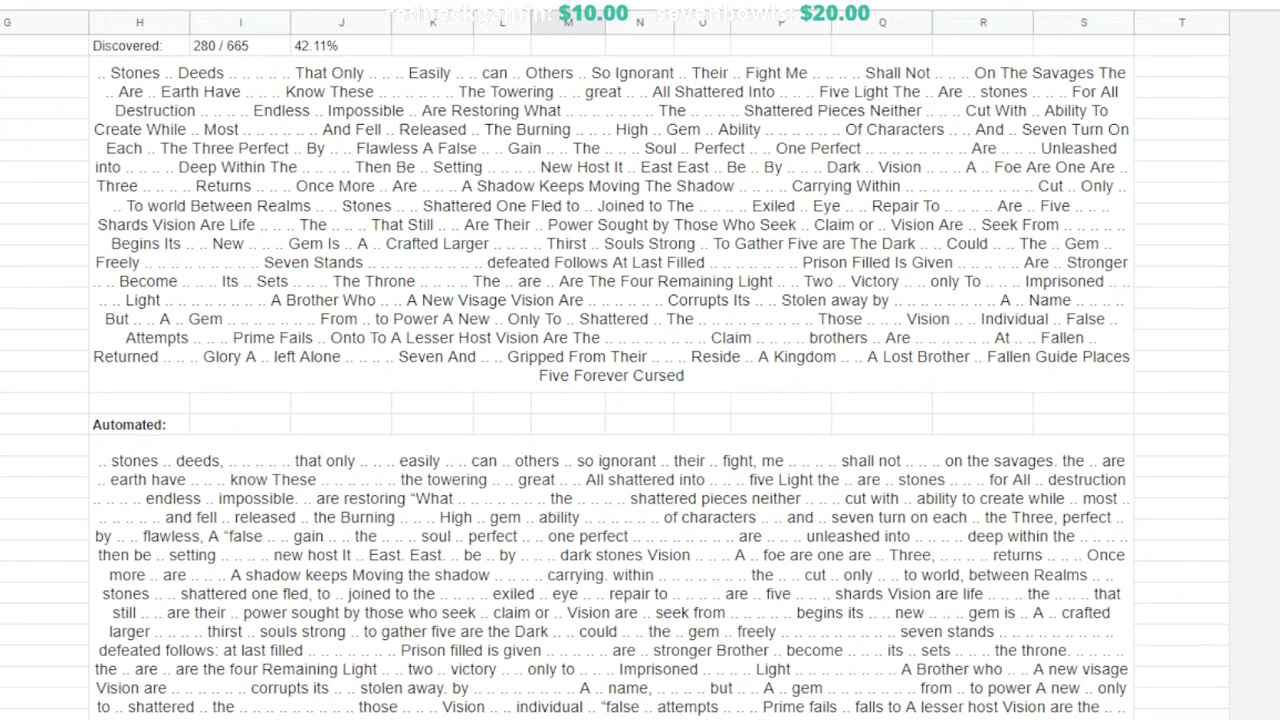 redneckgamin: $10.00 sevenbowls: $20.00
G H I J L M N Q R S T
Discovered: 280 / 665 42.11%
.. Stones .. Deeds .. .. .. .. .. That Only .. .. .. Easily .. .. can .. Others .. So Ignorant .. Their .. Fight Me .. .. .. .. Shall Not .. .. .. On The Savages The
.. Are .. Earth Have .. .. Know These .. .. .. .. .. The Towering .. .. great .. .. All Shattered Into .. .. .. Five Light The .. Are .. stones .. .. .. For All
Destruction .. .. .. .. Endless .. Impossible .. Are Restoring What .. .. .. .. .. .. .. The .. .. .. .. Shattered Pieces Neither .. .. .. Cut With .. Ability To
Create While .. Most .. .. .. .. .. .. And Fell .. Released .. The Burning .. .. .. High .. Gem .. Ability .. .. .. .. .. .. Of Characters .. .. And .. Seven Turn On
Each .. The Three Perfect .. By .. .. Flawless A False .. .. Gain .. .. The .. .. .. Soul .. Perfect .. .. One Perfect .. .. .. .. .. .. .. Are .. .. .. Unleashed
into .. .. .. Deep Within The .. .. .. .. Then Be .. Setting .. .. .. .. New Host It .. East East .. Be .. By .. .. .. Dark .. Vision .. .. .. A .. Foe Are One Are ..
Three .. .. .. .. Returns .. .. .. Once More .. Are .. .. .. A Shadow Keeps Moving The Shadow .. .. .. .. Carrying Within .. .. .. .. .. .. .. .. .. Cut .. Only ..
.. .. To world Between Realms .. .. Stones .. .. Shattered One Fled to .. Joined to The .. .. .. .. Exiled .. Eye .. .. Repair To .. .. .. .. Are .. Five .. .. ..
Shards Vision Are Life .. .. .. The .. .. .. That Still .. .. Are Their .. Power Sought by Those Who Seek .. Claim or .. Vision Are .. Seek From .. .. .. .. ..
Begins Its .. .. New .. .. Gem Is .. A .. Crafted Larger .. .. .. .. Thirst .. Souls Strong .. To Gather Five are The Dark .. .. Could .. .. The .. Gem ..
Freely .. .. .. .. .. .. .. .. Seven Stands .. .. .. .. .. .. .. .. defeated Follows At Last Filled .. .. .. .. .. .. Prison Filled Is Given .. .. .. .. .. Are .. Stronger
.. .. Become .. .. .. Its .. Sets .. .. .. The Throne .. .. .. .. The .. are .. Are The Four Remaining Light .. .. Two .. Victory .. .. only To .. .. .. Imprisoned .. ..
.. .. Light .. .. .. .. .. .. .. A Brother Who .. .. A New Visage Vision Are .. .. .. .. .. Corrupts Its .. .. Stolen away by .. .. .. .. .. .. .. A .. Name .. .. ..
But .. .. A .. Gem .. .. .. .. .. .. From .. to Power A New .. Only To .. Shattered .. The .. .. .. .. .. .. .. Those .. .. Vision .. Individual .. False ..
Attempts .. .. .. Prime Fails .. Onto To A Lesser Host Vision Are The .. .. .. .. .. .. .. Claim .. .. .. brothers .. Are .. .. .. .. At .. .. Fallen ..
Returned .. .. .. Glory A .. left Alone .. .. .. .. Seven And .. .. Gripped From Their .. .. .. Reside .. A Kingdom .. .. A Lost Brother .. Fallen Guide Places
Five Forever Cursed
Automated:
.. stones .. deeds, .. .. .. .. .. that only .. .. .. easily .. .. can .. others .. so ignorant .. their .. fight, me .. .. .. .. shall not .. .. .. on the savages. the .. are
.. earth have .. .. know These .. .. .. .. .. the towering .. .. great .. .. All shattered into .. .. .. five Light the .. are .. stones .. .. .. for All .. destruction
.. .. .. .. endless .. impossible. .. are restoring “What .. .. .. .. .. .. .. the .. .. .. .. shattered pieces neither .. .. .. cut with .. ability to create while .. most ..
.. .. .. .. .. and fell .. released .. the Burning .. .. .. High .. gem .. ability .. .. .. .. .. .. of characters .. .. and .. seven turn on each .. the Three, perfect ..
by .. .. flawless, A “false .. .. gain .. .. the .. .. .. soul .. perfect .. .. one perfect .. .. .. .. .. .. .. are .. .. .. unleashed into .. .. .. deep within the .. .. .. ..
then be .. setting .. .. .. .. new host It .. East. East. .. be .. by .. .. .. dark stones Vision .. .. .. A .. foe are one are .. Three, .. .. .. .. returns .. .. .. Once
more .. are .. .. .. A shadow keeps Moving the shadow .. .. .. .. carrying. within .. .. .. .. .. .. the .. .. cut .. only .. .. .. to world, between Realms .. ..
stones .. .. shattered one fled, to .. joined to the .. .. .. .. exiled .. eye .. .. repair to .. .. .. .. are .. five .. .. .. shards Vision are life .. .. .. the .. .. .. that
still .. .. are their .. power sought by those who seek .. claim or .. Vision are .. seek from .. .. .. .. .. begins its .. .. new .. .. gem is .. A .. crafted
larger .. .. .. .. thirst .. souls strong .. to gather five are the Dark .. .. could .. .. the .. gem .. freely .. .. .. .. .. .. .. .. seven stands .. .. .. .. .. .. .. ..
defeated follows: at last filled .. .. .. .. .. .. Prison filled is given .. .. .. .. .. are .. stronger Brother .. become .. .. .. its .. sets .. .. .. the throne. .. .. ..
the .. are .. are the four Remaining Light .. .. two .. victory .. .. only to .. .. .. Imprisoned .. .. .. Light .. .. .. .. .. .. .. A Brother who .. .. A new visage
Vision are .. .. .. .. .. corrupts its .. .. stolen away. by .. .. .. .. .. .. .. A .. name, .. .. .. but .. .. A .. gem .. .. .. .. .. .. from .. to power A new .. only
to .. shattered .. the .. .. .. .. .. .. .. those .. .. Vision .. individual .. “false .. attempts .. .. .. Prime fails .. falls to A lesser host Vision are the .. ..